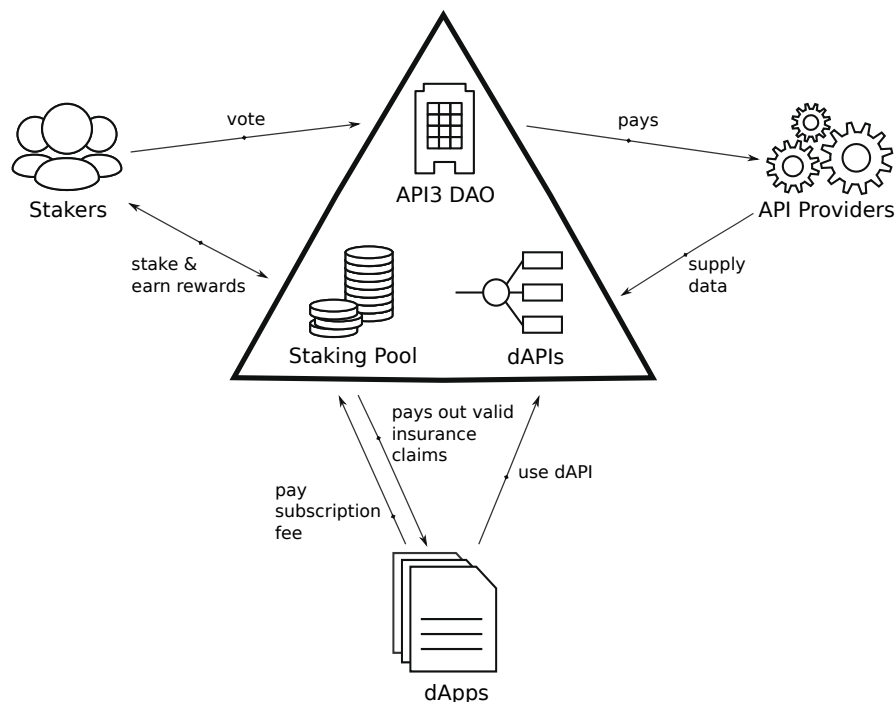 vote
pays
API3 DAO
Stakers
API Providers
stake &
earn rewards
supply
data
Staking Pool
dAPIs
pays out valid
insurance
claims
use dAPI
pay
subscription
fee
dApps